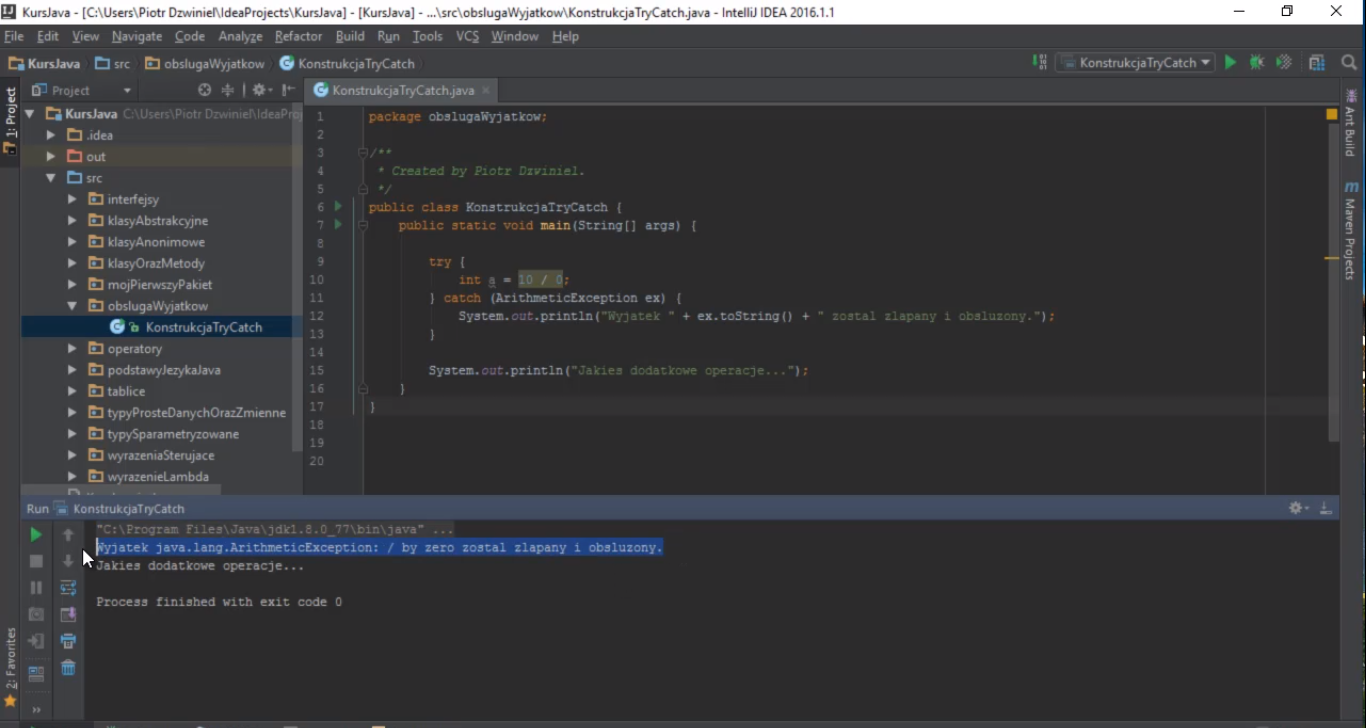 KursJava - [C:\Users\Piotr Dzwiniel\IdeaProjects\KursJava] - [KursJava] - ...\src\obslugaWyjatkow\KonstrukcjaTryCatch.java - IntelliJ IDEA 2016.1.1
File Edit View Navigate Code Analyze Refactor Build Run Tools VCS Window Help
KursJava src obslugaWyjatkow KonstrukcjaTryCatch
KonstrukcjaTryCatch
1: Project
Project
KonstrukcjaTryCatch.java
KursJava C:\Users\Piotr Dzwiniel\IdeaProj
.idea
out
src
interfejsy
klasyAbstrakcyjne
klasyAnonimowe
klasyOrazMetody
mojPierwszyPakiet
obslugaWyjatkow
KonstrukcjaTryCatch
operatory
podstawyJezykaJava
tablice
typyProsteDanychOrazZmienne
typySparametryzowane
wyrazeniaSterujace
wyrazenieLambda
1 package obslugaWyjatkow;
2
3 /**
4 * Created by Piotr Dzwiniel.
5 */
6 public class KonstrukcjaTryCatch {
7 public static void main(String[] args) {
8
9 try {
10 int a = 10 / 0;
11 } catch (ArithmeticException ex) {
12 System.out.println("Wyjatek " + ex.toString() + " zostal zlapany i obsluzony.");
13 }
14
15 System.out.println("Jakies dodatkowe operacje...");
16 }
17 }
18
19
20
Ant Build
Maven Projects
Run KonstrukcjaTryCatch
"C:\Program Files\Java\jdk1.8.0_77\bin\java" ...
Wyjatek java.lang.ArithmeticException: / by zero zostal zlapany i obsluzony.
Jakies dodatkowe operacje...
Process finished with exit code 0
2: Favorites